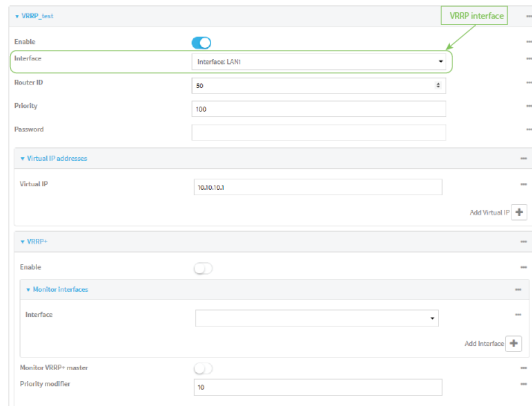 VRRP_test
VRRP interface
Enable
Interface
Interface: LAN1
Router ID
50
Priority
100
Password
Virtual IP addresses
Virtual IP
10.10.10.1
Add Virtual IP
VRRP+
Enable
Monitor Interfaces
Interface
Add Interface
Monitor VRRP+ master
Priority modifier
10